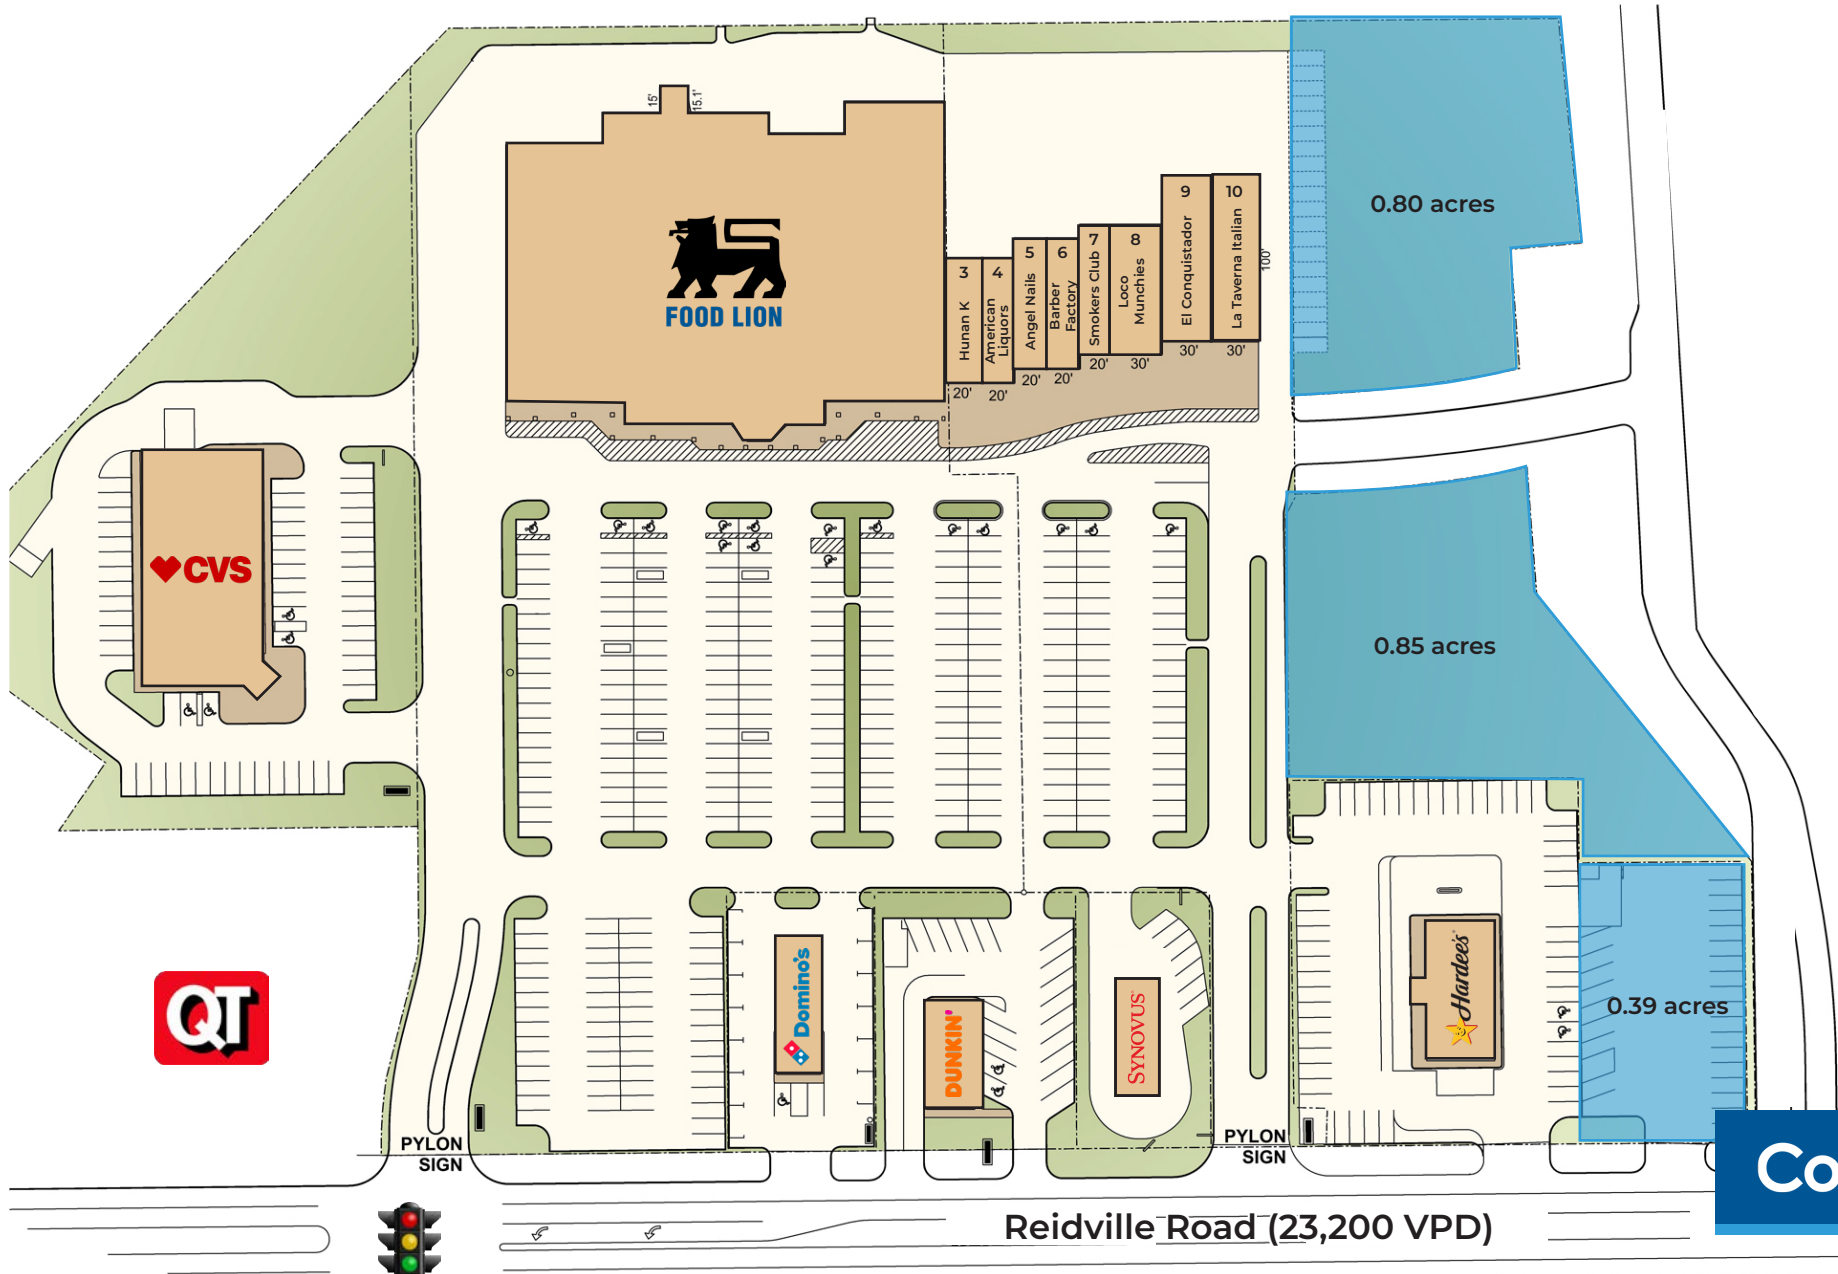 15'
15.1'
0.80 acres
FOOD LION
3
Hunan K
4
American
Liquors
5
Angel Nails
6
Barber
Factory
7
Smokers Club
8
Loco
Munchies
9
El Conquistador
10
La Taverna Italian
100'
20'
20'
20'
20'
20'
30'
30'
30'
CVS
0.85 acres
QT
Domino's
DUNKIN'
SYNOVUS
Hardee's
0.39 acres
PYLON
SIGN
PYLON
SIGN
Reidville Road (23,200 VPD)
Co